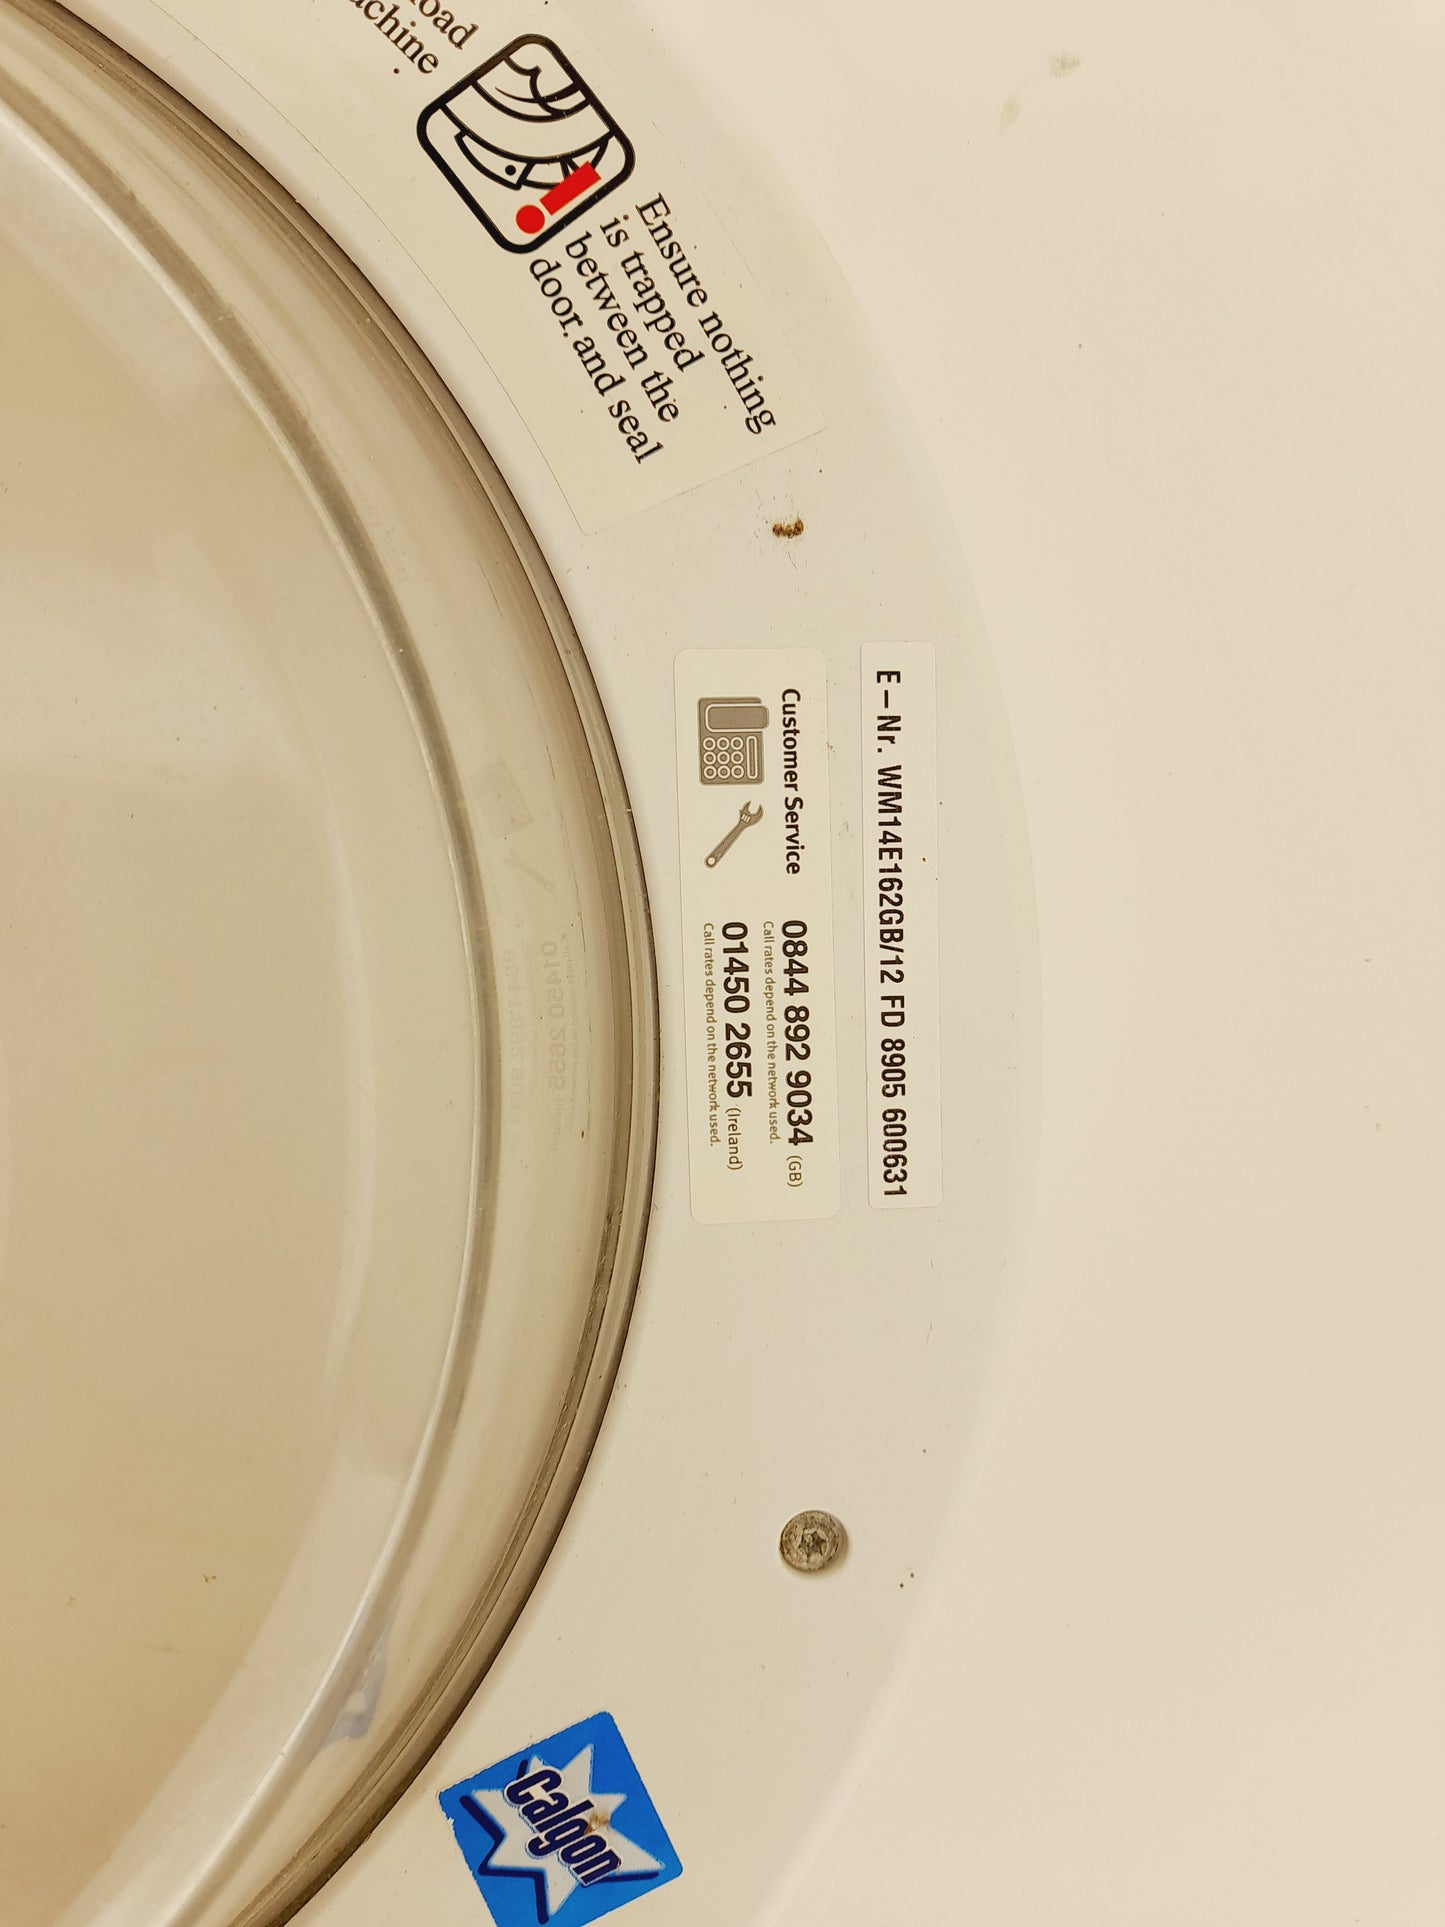 oad
achine
Ensure nothing
is trapped
between the
door, and seal
E – Nr. WM14E162GB/12 FD 8905 600631
Customer Service
0844 892 9034 (GB)
Call rates depend on the network used.
01450 2655 (Ireland)
Call rates depend on the network used.
Calgon